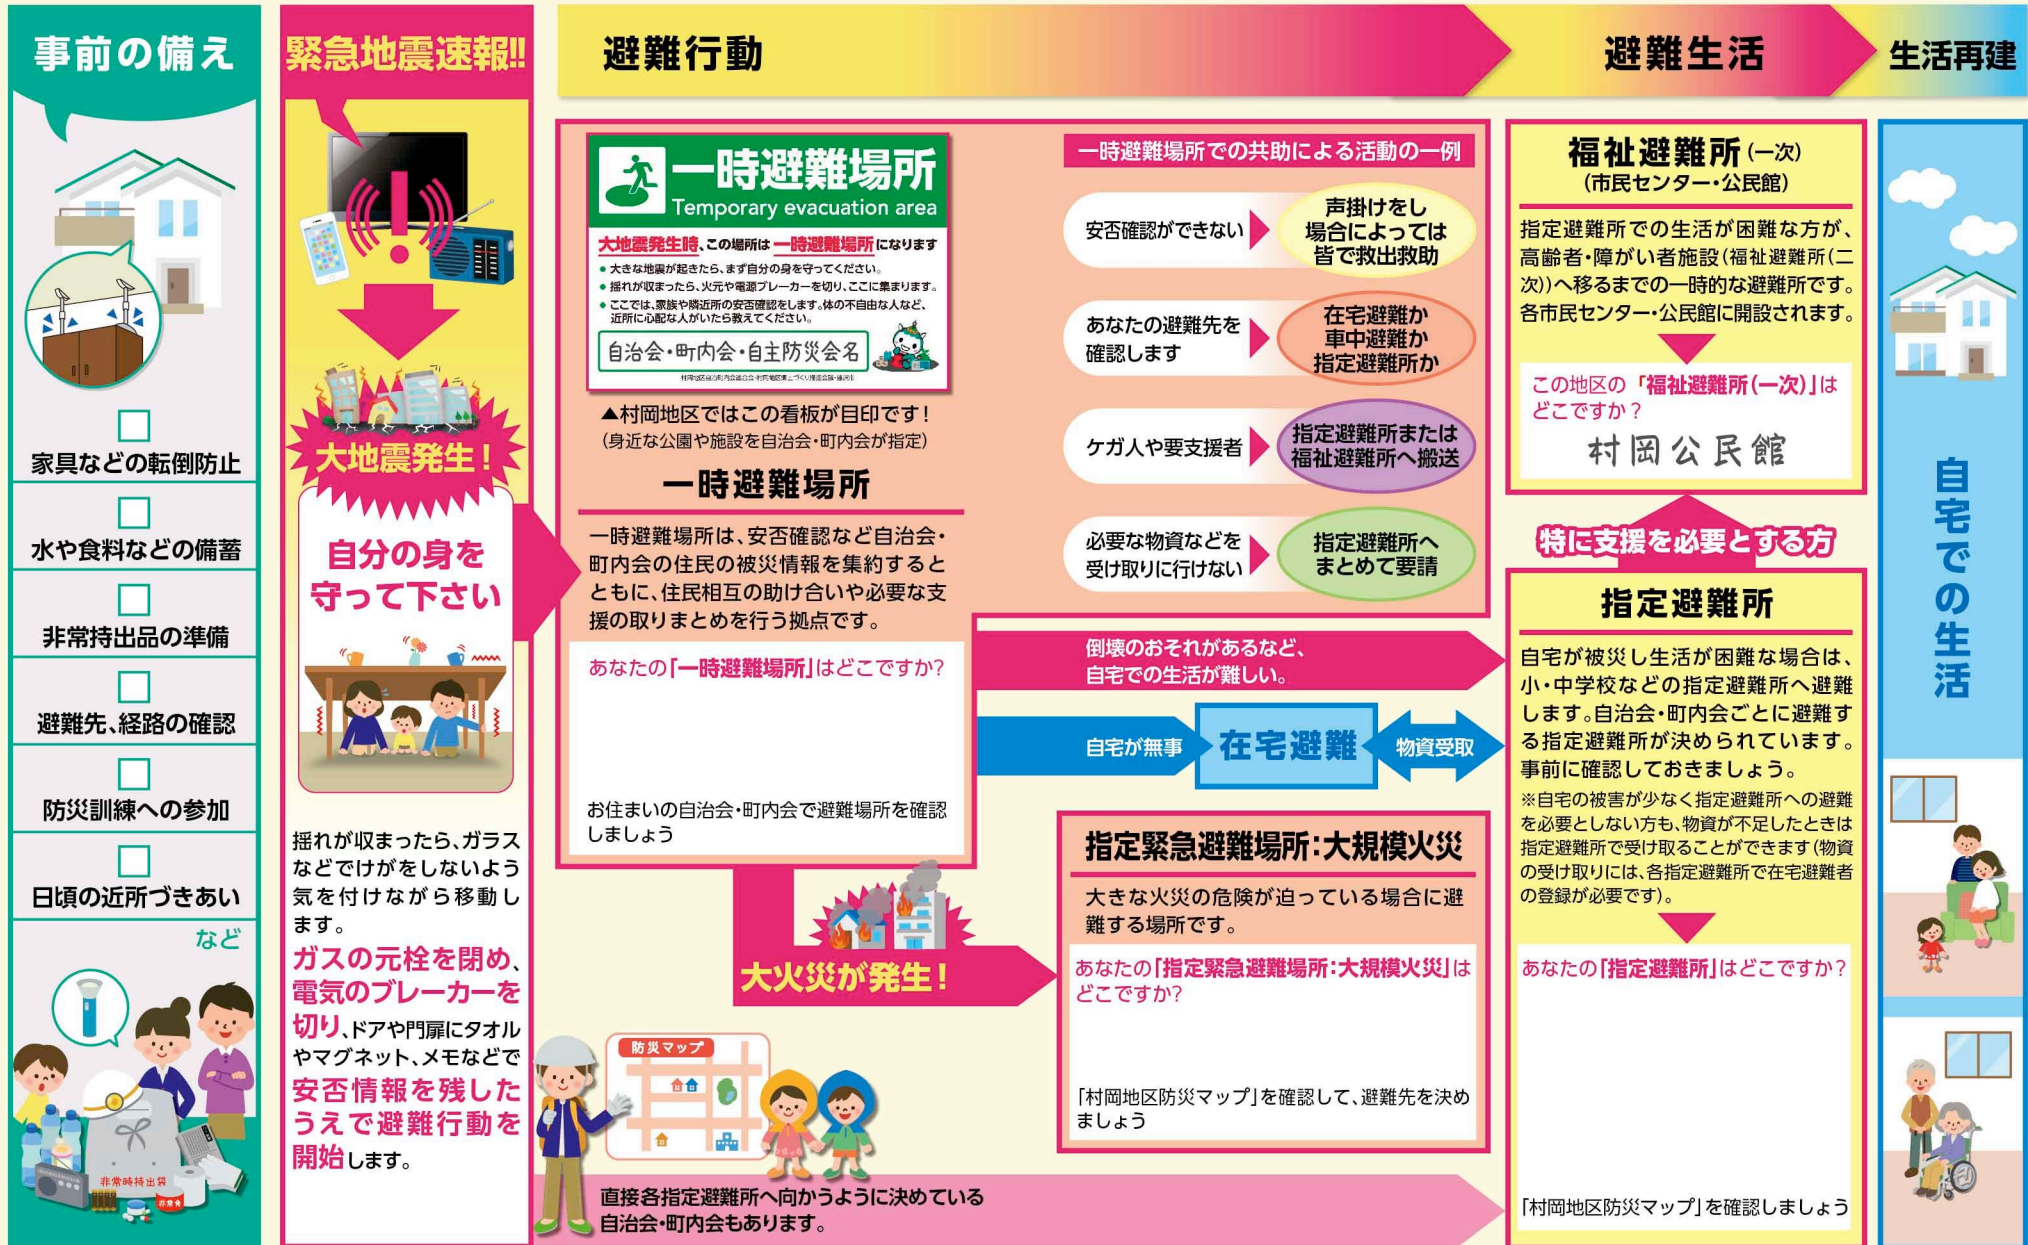 事前の備え
家具などの転倒防止
水や食料などの備蓄
非常持出品の準備
避難先、経路の確認
防災訓練への参加
日頃の近所づきあい
など
非常時持出袋
非常食
緊急地震速報!!
大地震発生!
自分の身を
守って下さい
揺れが収まったら、ガラス
などでけがをしないよう
気を付けながら移動し
ます。
ガスの元栓を閉め、
電気のブレーカーを
切り、ドアや門扉にタオル
やマグネット、メモなどで
安否情報を残した
うえで避難行動を
開始します。
避難行動
一時避難場所
Temporary evacuation area
大地震発生時、この場所は 一時避難場所 になります
● 大きな地震が起きたら、まず自分の身を守ってください。
● 揺れが収まったら、火元や電源ブレーカーを切り、ここに集まります。
● ここでは、家族や隣近所の安否確認をします。体の不自由な人など、
近所に心配な人がいたら教えてください。
自治会・町内会・自主防災会名
▲村岡地区ではこの看板が目印です!
(身近な公園や施設を自治会・町内会が指定)
一時避難場所
一時避難場所は、安否確認など自治会・
町内会の住民の被災情報を集約すると
ともに、住民相互の助け合いや必要な支
援の取りまとめを行う拠点です。
あなたの「一時避難場所」はどこですか?
お住まいの自治会・町内会で避難場所を確認
しましょう
一時避難場所での共助による活動の一例
安否確認ができない
声掛けをし
場合によっては
皆で救出救助
あなたの避難先を
確認します
在宅避難か
車中避難か
指定避難所か
ケガ人や要支援者
指定避難所または
福祉避難所へ搬送
必要な物資などを
受け取りに行けない
指定避難所へ
まとめて要請
倒壊のおそれがあるなど、
自宅での生活が難しい。
自宅が無事
在宅避難
物資受取
大火災が発生!
指定緊急避難場所:大規模火災
大きな火災の危険が迫っている場合に避
難する場所です。
あなたの「指定緊急避難場所:大規模火災」は
どこですか?
「村岡地区防災マップ」を確認して、避難先を決め
ましょう
防災マップ
直接各指定避難所へ向かうように決めている
自治会・町内会もあります。
避難生活
福祉避難所(一次)
(市民センター・公民館)
指定避難所での生活が困難な方が、
高齢者・障がい者施設(福祉避難所(二
次))へ移るまでの一時的な避難所です。
各市民センター・公民館に開設されます。
この地区の「福祉避難所(一次)」は
どこですか?
村岡公民館
特に支援を必要とする方
指定避難所
自宅が被災し生活が困難な場合は、
小・中学校などの指定避難所へ避難
します。自治会・町内会ごとに避難す
る指定避難所が決められています。
事前に確認しておきましょう。
※自宅の被害が少なく指定避難所への避難
を必要としない方も、物資が不足したときは
指定避難所で受け取ることができます(物資
の受け取りには、各指定避難所で在宅避難者
の登録が必要です)。
あなたの「指定避難所」はどこですか?
「村岡地区防災マップ」を確認しましょう
生活再建
自宅での生活